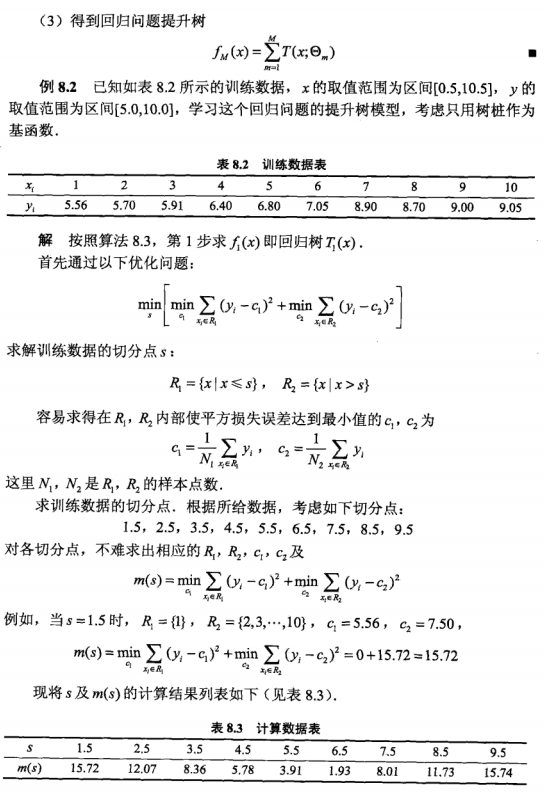 （3）得到回归问题提升树
f_M(x) = \sum_{m=1}^{M} T(x;Θ_m) ■
例 8.2 已知如表 8.2 所示的训练数据，x 的取值范围为区间[0.5,10.5]，y 的
取值范围为区间[5.0,10.0]，学习这个回归问题的提升树模型，考虑只用树桩作为
基函数．
表 8.2 训练数据表
x_i 1 2 3 4 5 6 7 8 9 10
y_i 5.56 5.70 5.91 6.40 6.80 7.05 8.90 8.70 9.00 9.05
解 按照算法 8.3，第 1 步求 f_1(x) 即回归树 T_1(x)．
首先通过以下优化问题：
\min_s [ \min_{c_1} \sum_{x_i∈R_1} (y_i − c_1)^2 + \min_{c_2} \sum_{x_i∈R_2} (y_i − c_2)^2 ]
求解训练数据的切分点 s：
R_1 = {x | x ≤ s}， R_2 = {x | x > s}
容易求得在 R_1，R_2 内部使平方损失误差达到最小值的 c_1，c_2 为
c_1 = \frac{1}{N_1} \sum_{x_i∈R_1} y_i， c_2 = \frac{1}{N_2} \sum_{x_i∈R_2} y_i
这里 N_1，N_2 是 R_1，R_2 的样本点数．
求训练数据的切分点．根据所给数据，考虑如下切分点：
1.5，2.5，3.5，4.5，5.5，6.5，7.5，8.5，9.5
对各切分点，不难求出相应的 R_1，R_2，c_1，c_2 及
m(s) = \min_{c_1} \sum_{x_i∈R_1} (y_i − c_1)^2 + \min_{c_2} \sum_{x_i∈R_2} (y_i − c_2)^2
例如，当 s = 1.5 时，R_1 = {1}，R_2 = {2,3,⋯,10}，c_1 = 5.56，c_2 = 7.50，
m(s) = \min_{c_1} \sum_{x_i∈R_1} (y_i − c_1)^2 + \min_{c_2} \sum_{x_i∈R_2} (y_i − c_2)^2 = 0 + 15.72 = 15.72
现将 s 及 m(s) 的计算结果列表如下（见表 8.3）．
表 8.3 计算数据表
s 1.5 2.5 3.5 4.5 5.5 6.5 7.5 8.5 9.5
m(s) 15.72 12.07 8.36 5.78 3.91 1.93 8.01 11.73 15.74